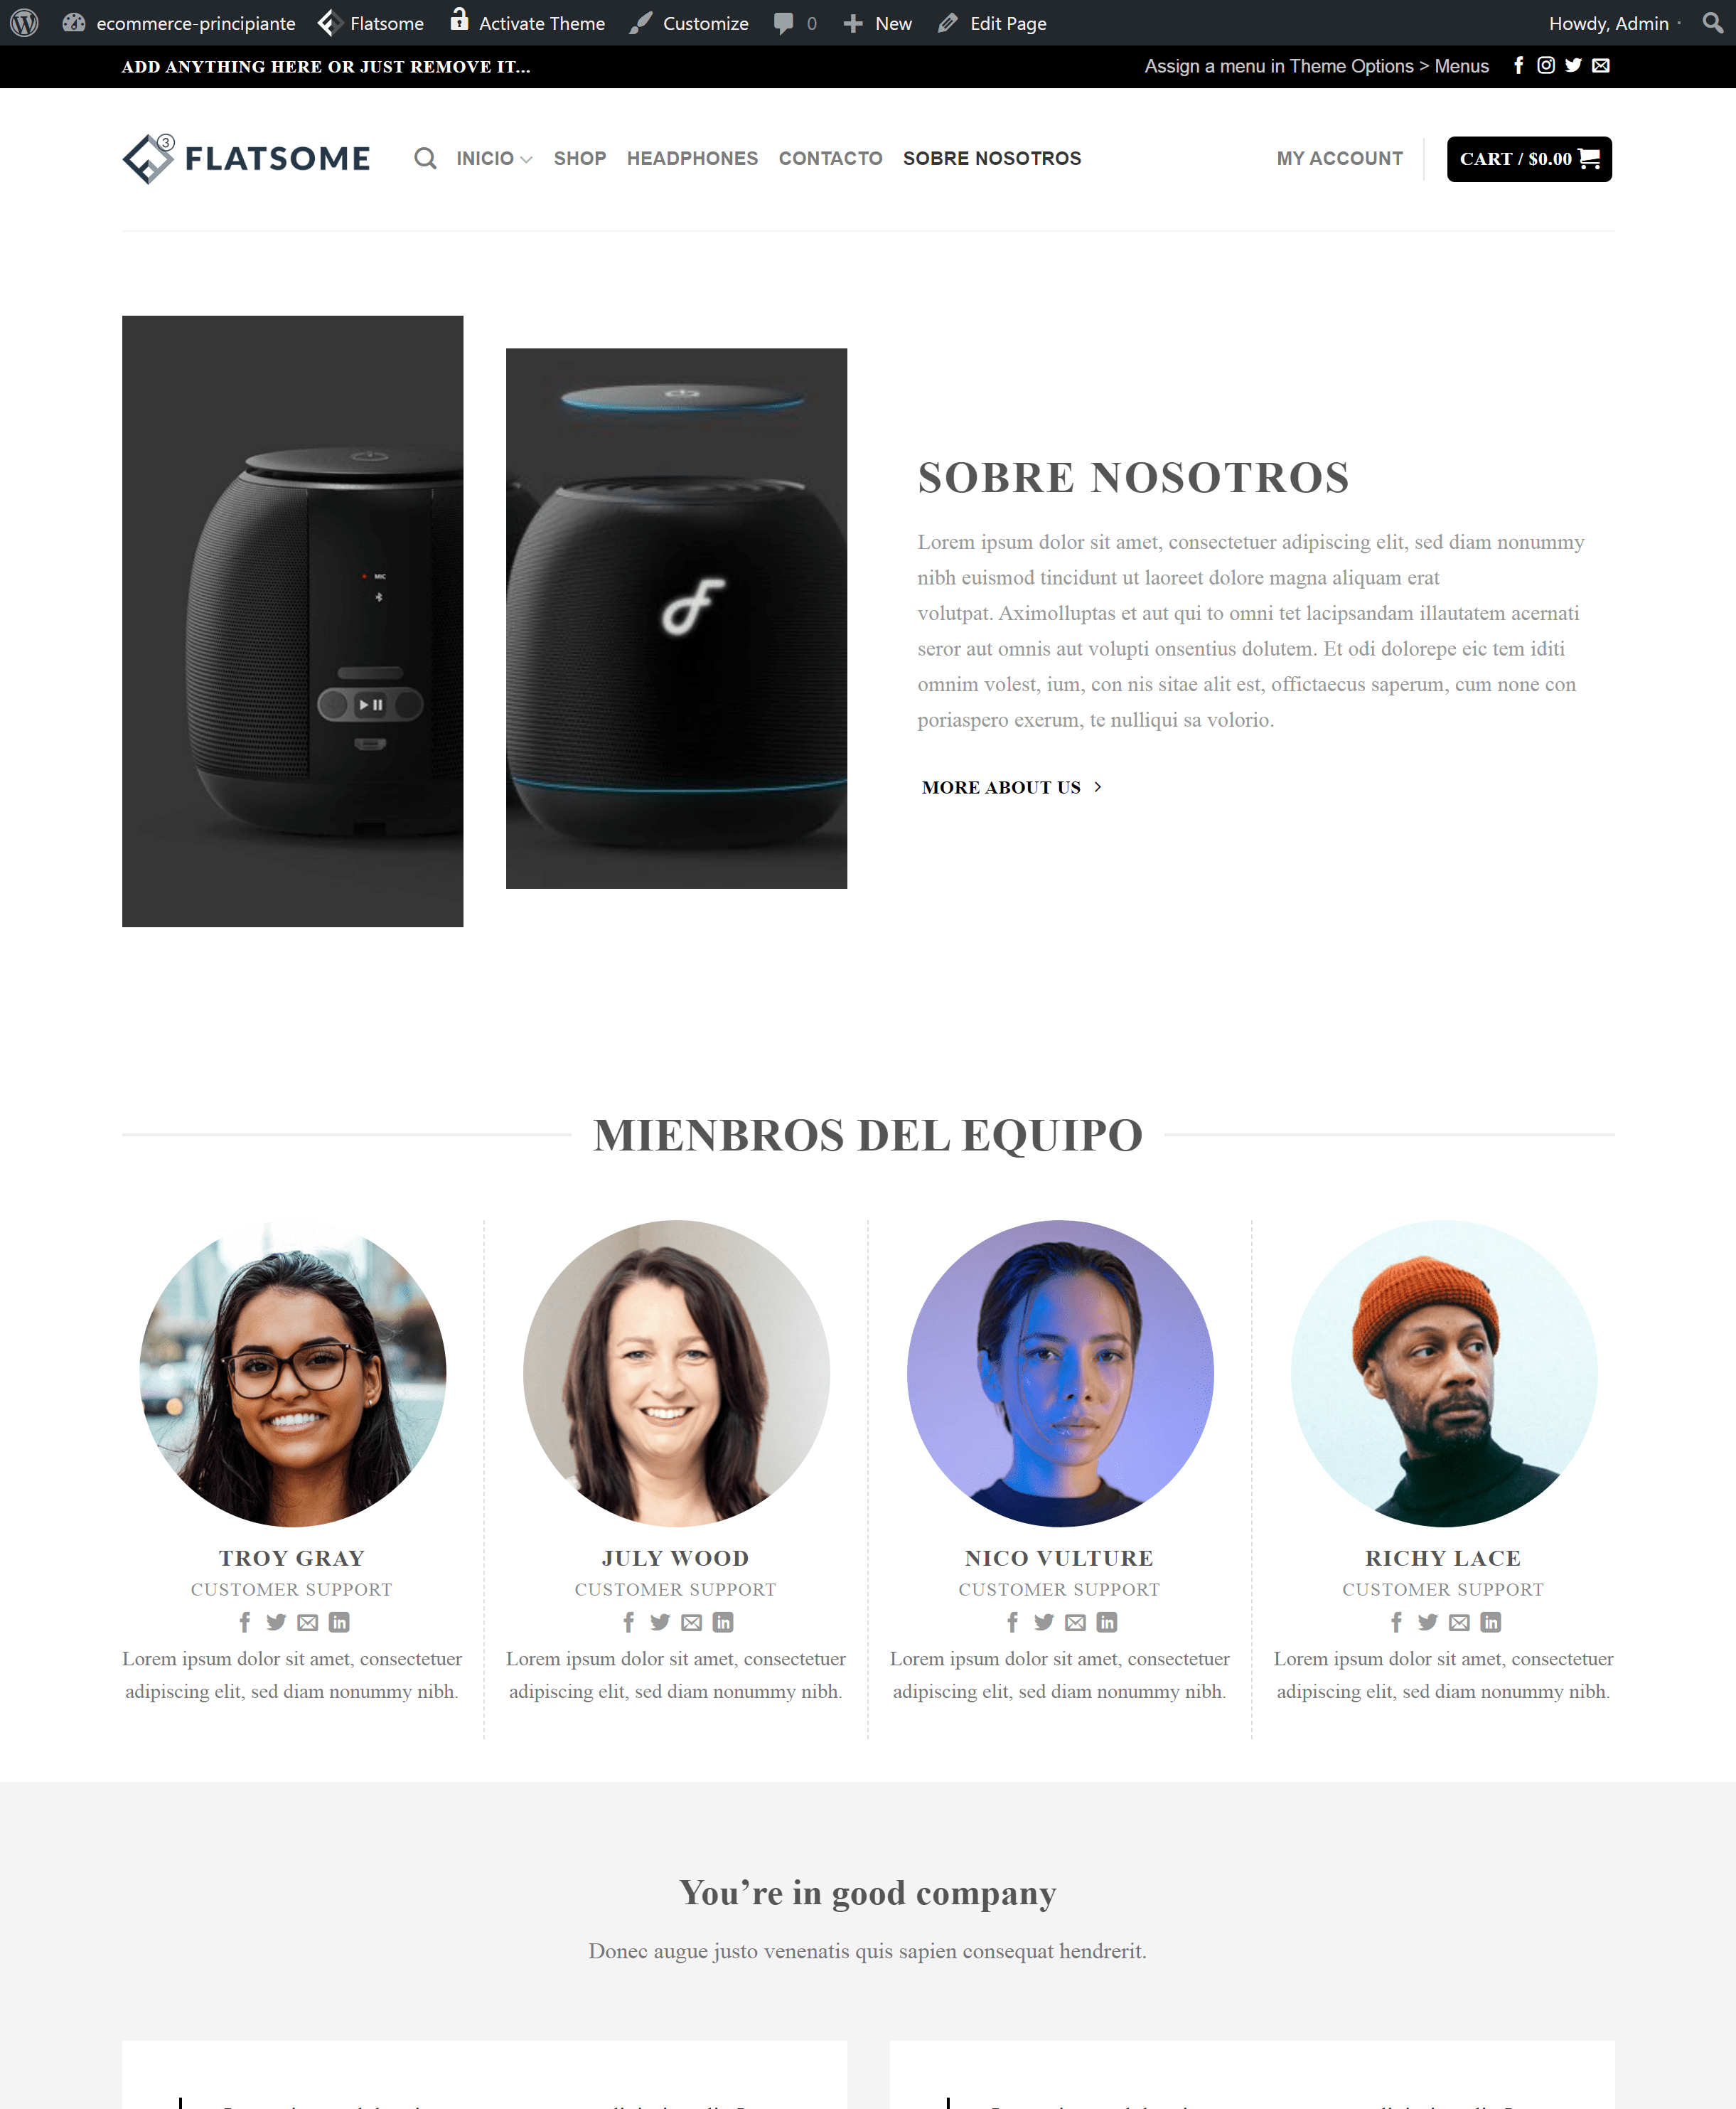 ecommerce-principiante Flatsome Activate Theme Customize 0 New Edit Page Howdy, Admin
ADD ANYTHING HERE OR JUST REMOVE IT... Assign a menu in Theme Options > Menus
FLATSOME 3 INICIO SHOP HEADPHONES CONTACTO SOBRE NOSOTROS MY ACCOUNT CART / $0.00
MIC
SOBRE NOSOTROS
Lorem ipsum dolor sit amet, consectetuer adipiscing elit, sed diam nonummy
nibh euismod tincidunt ut laoreet dolore magna aliquam erat
volutpat. Aximolluptas et aut qui to omni tet lacipsandam illautatem acernati
seror aut omnis aut volupti onsentius dolutem. Et odi dolorepe eic tem iditi
omnim volest, ium, con nis sitae alit est, offictaecus saperum, cum none con
poriaspero exerum, te nulliqui sa volorio.
MORE ABOUT US
MIENBROS DEL EQUIPO
TROY GRAY
CUSTOMER SUPPORT
Lorem ipsum dolor sit amet, consectetuer
adipiscing elit, sed diam nonummy nibh.
JULY WOOD
CUSTOMER SUPPORT
Lorem ipsum dolor sit amet, consectetuer
adipiscing elit, sed diam nonummy nibh.
NICO VULTURE
CUSTOMER SUPPORT
Lorem ipsum dolor sit amet, consectetuer
adipiscing elit, sed diam nonummy nibh.
RICHY LACE
CUSTOMER SUPPORT
Lorem ipsum dolor sit amet, consectetuer
adipiscing elit, sed diam nonummy nibh.
You’re in good company
Donec augue justo venenatis quis sapien consequat hendrerit.